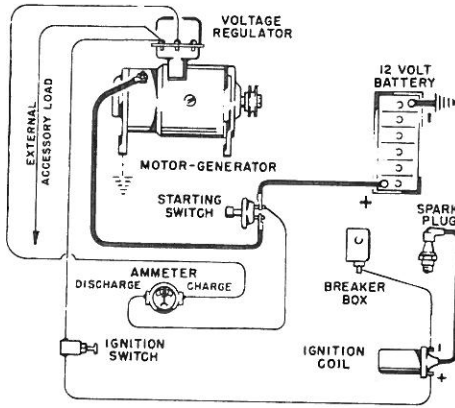 VOLTAGE
REGULATOR
12 VOLT
BATTERY
-
EXTERNAL
ACCESSORY LOAD
MOTOR-GENERATOR
STARTING
SWITCH
+
SPARK
PLUG
AMMETER
DISCHARGE CHARGE
BREAKER
BOX
IGNITION
SWITCH
IGNITION
COIL
-
+